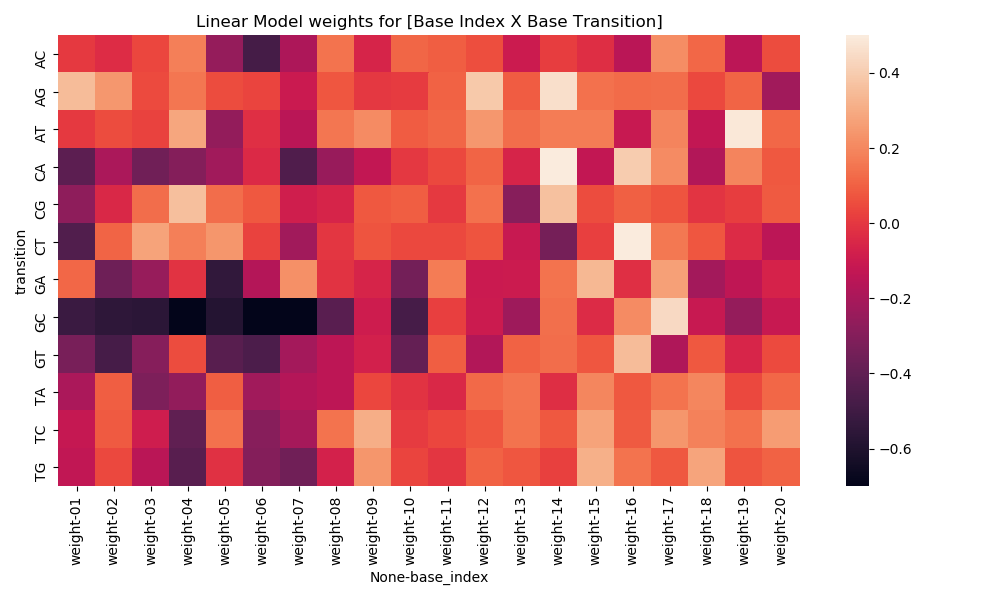 Linear Model weights for [Base Index X Base Transition]
transition
AC
AG
AT
CA
CG
CT
GA
GC
GT
TA
TC
TG
weight-01
weight-02
weight-03
weight-04
weight-05
weight-06
weight-07
weight-08
weight-09
weight-10
weight-11
weight-12
weight-13
weight-14
weight-15
weight-16
weight-17
weight-18
weight-19
weight-20
None-base_index
0.4
0.2
0.0
−0.2
−0.4
−0.6